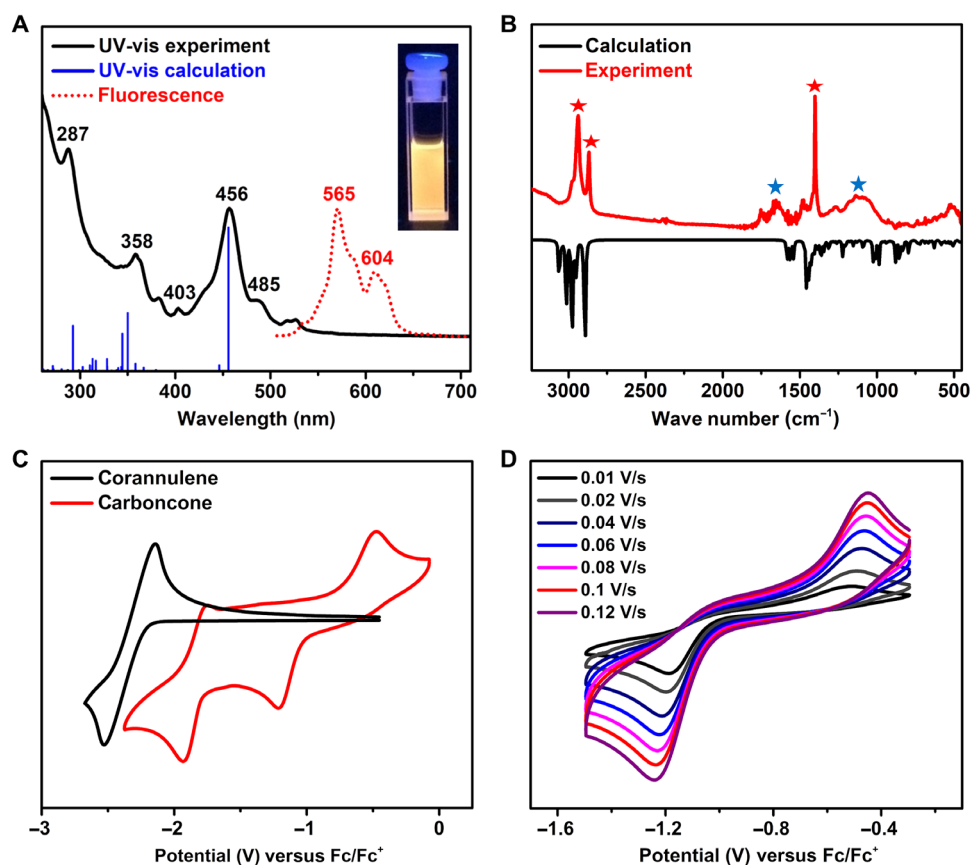 A
UV-vis experiment
UV-vis calculation
Fluorescence
287
358
403
456
485
565
604
300 400 500 600 700
Wavelength (nm)
B
Calculation
Experiment
3000 2500 2000 1500 1000 500
Wave number (cm⁻¹)
C
Corannulene
Carboncone
−3 −2 −1 0
Potential (V) versus Fc/Fc⁺
D
0.01 V/s
0.02 V/s
0.04 V/s
0.06 V/s
0.08 V/s
0.1 V/s
0.12 V/s
−1.6 −1.2 −0.8 −0.4
Potential (V) versus Fc/Fc⁺